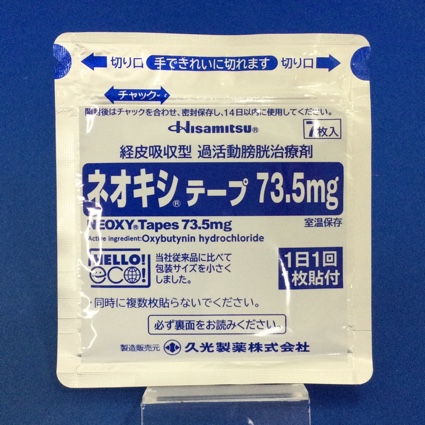 切り口 手できれいに切れます 切り口
チャック
開封後はチャックを合わせ、密封保存し、14日以内に使用してください。
Hisamitsu® 7枚入
経皮吸収型 過活動膀胱治療剤
ネオキシ®テープ 73.5mg
NEOXY®Tapes 73.5mg 室温保存
Active ingredient:Oxybutynin hydrochloride
HELLO!
eco!
当社従来品に比べて
包装サイズを小さく
しました。
1日1回
1枚貼付
・同時に複数枚貼らないでください。
必ず裏面をお読みください。
製造販売元 久光製薬株式会社